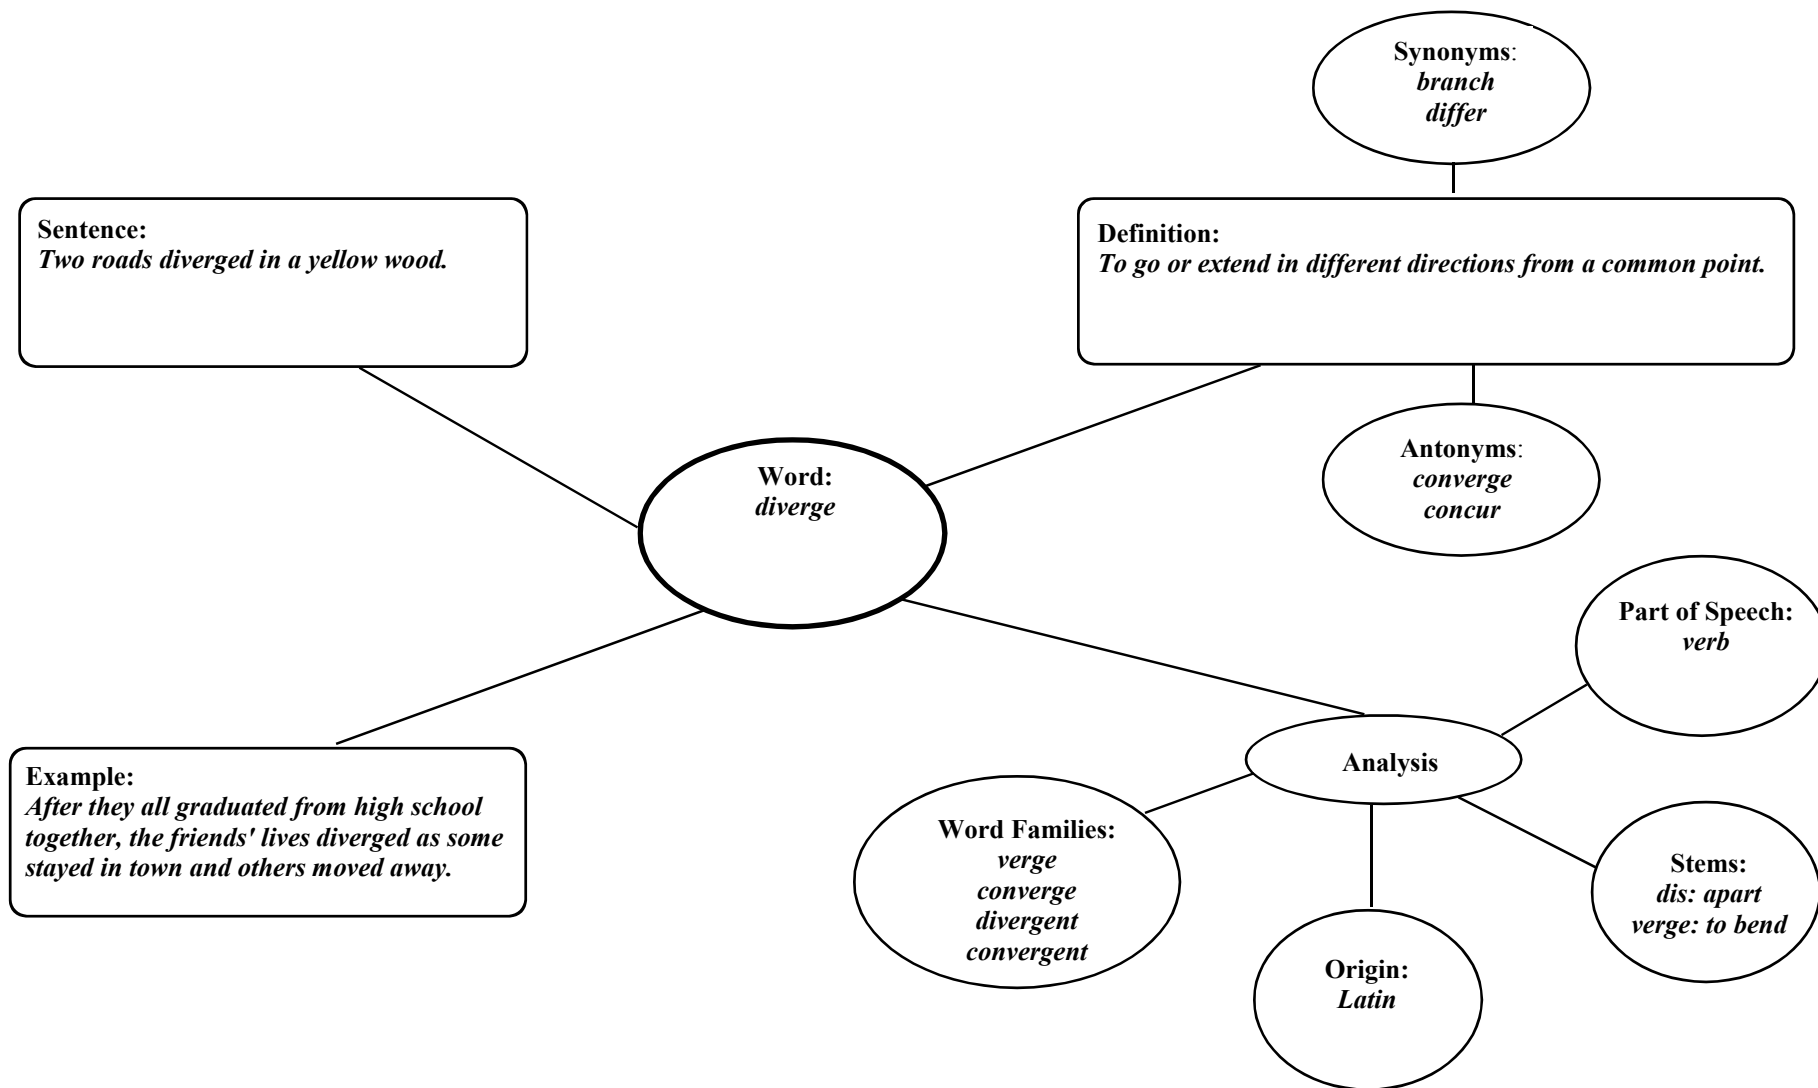 Synonyms:
branch
differ
Sentence:
Two roads diverged in a yellow wood.
Definition:
To go or extend in different directions from a common point.
Word:
diverge
Antonyms:
converge
concur
Part of Speech:
verb
Example:
After they all graduated from high school
together, the friends' lives diverged as some
stayed in town and others moved away.
Analysis
Word Families:
verge
converge
divergent
convergent
Stems:
dis: apart
verge: to bend
Origin:
Latin